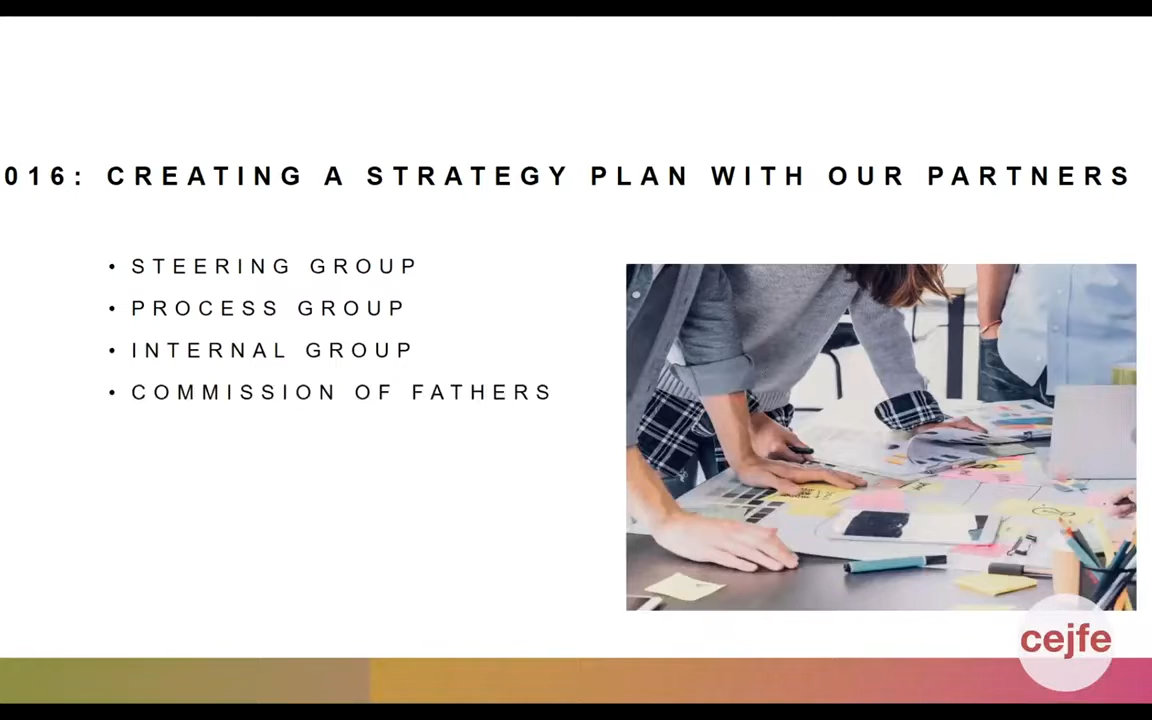 016: CREATING A STRATEGY PLAN WITH OUR PARTNERS
• STEERING GROUP
• PROCESS GROUP
• INTERNAL GROUP
• COMMISSION OF FATHERS
cejfe